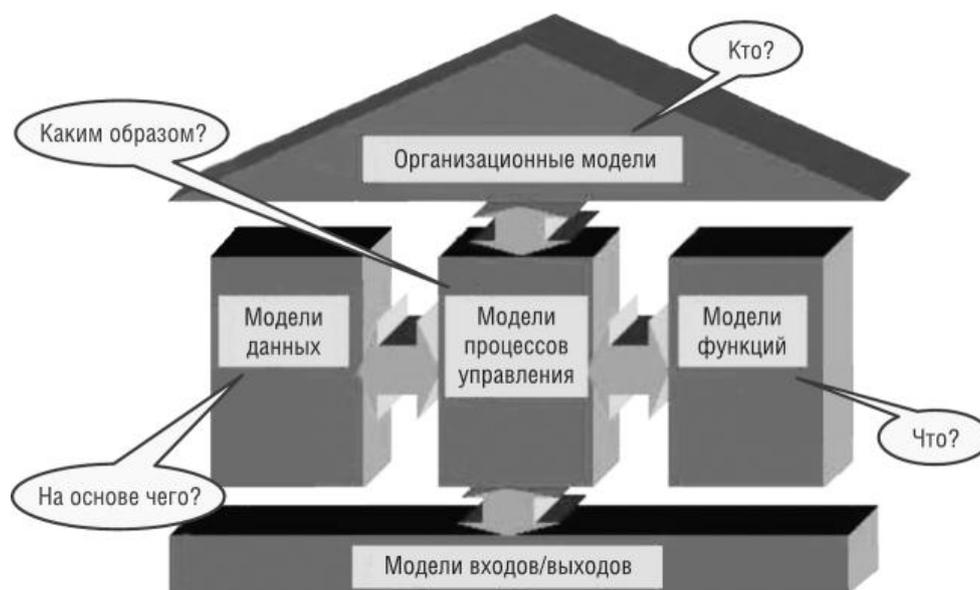 Кто?
Каким образом?
Организационные модели
Модели
данных
Модели
процессов
управления
Модели
функций
Что?
На основе чего?
Модели входов/выходов